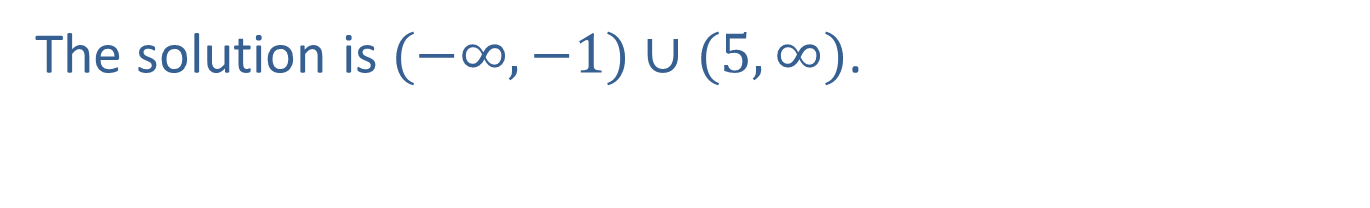 The solution is (−∞, −1) ∪ (5, ∞).